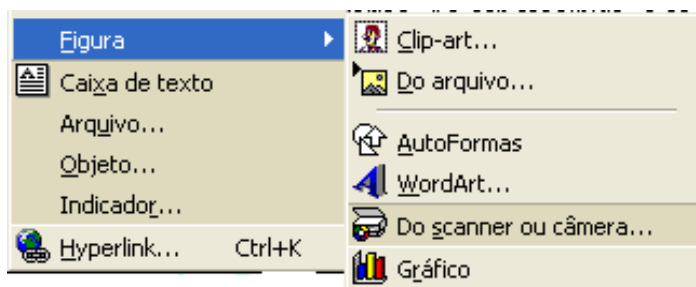 Figura
Caixa de texto
Arquivo...
Objeto...
Indicador...
Hyperlink... Ctrl+K
Clip-art...
Do arquivo...
AutoFormas
WordArt...
Do scanner ou câmera...
Gráfico